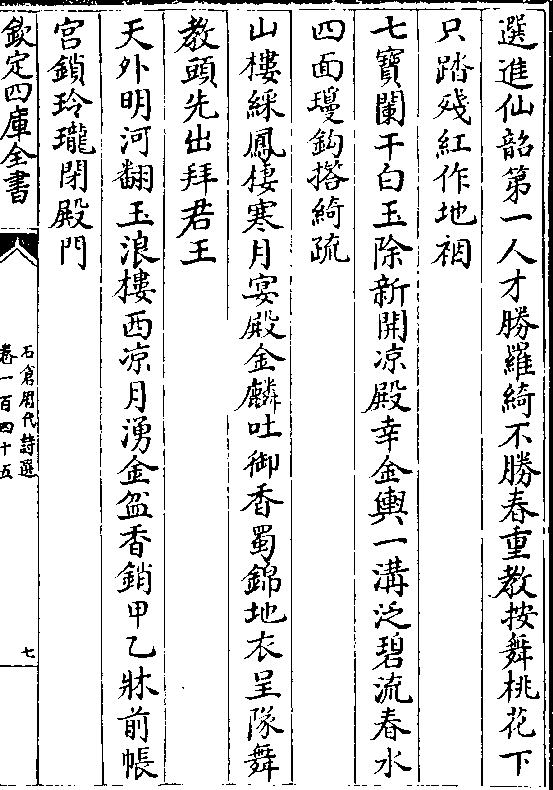 選進仙韶第一人才勝羅綺不勝春重教按舞桃花下
只踏殘紅作地裀
七寶闌干白玉除新開凉殿幸金輿一溝泛碧流春水
四面瓊鈎搭綺疏
山樓綵鳳棲寒月宴殿金麟吐御香蜀錦地衣呈隊舞
教頭先出拜君王
天外明河翻玉浪樓西凉月湧金盆香銷甲乙牀前帳
宮鎖玲瓏閉殿門
欽定四庫全書
石倉歴代詩選
卷一百四十五
七